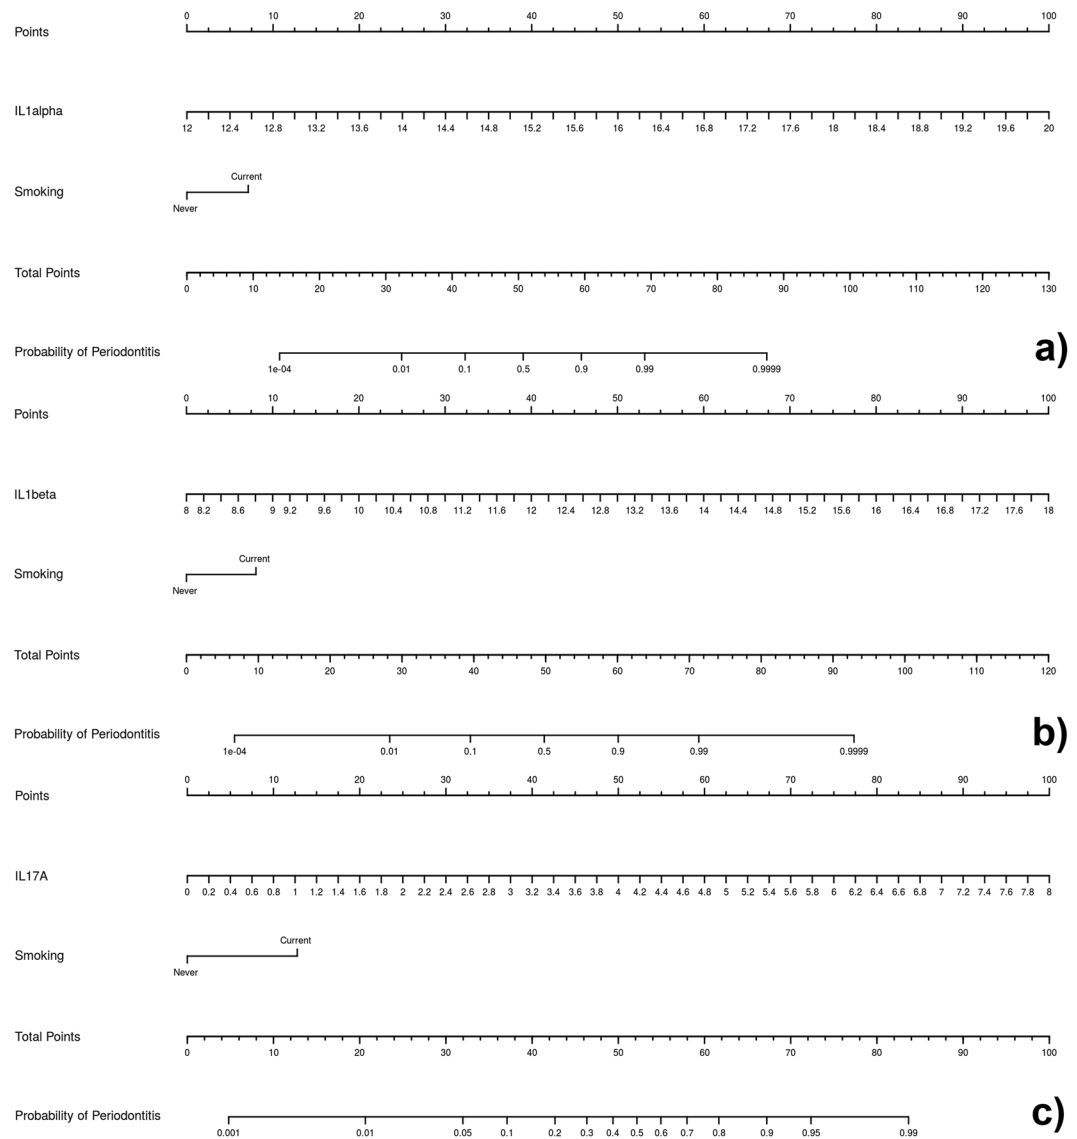 0 10 20 30 40 50 60 70 80 90 100
Points
IL1alpha
12 12.4 12.8 13.2 13.6 14 14.4 14.8 15.2 15.6 16 16.4 16.8 17.2 17.6 18 18.4 18.8 19.2 19.6 20
Current
Smoking
Never
Total Points
0 10 20 30 40 50 60 70 80 90 100 110 120 130
Probability of Periodontitis
a)
1e-04 0.01 0.1 0.5 0.9 0.99 0.9999
0 10 20 30 40 50 60 70 80 90 100
Points
IL1beta
8 8.2 8.6 9 9.2 9.6 10 10.4 10.8 11.2 11.6 12 12.4 12.8 13.2 13.6 14 14.4 14.8 15.2 15.6 16 16.4 16.8 17.2 17.6 18
Current
Smoking
Never
Total Points
0 10 20 30 40 50 60 70 80 90 100 110 120
Probability of Periodontitis
b)
1e-04 0.01 0.1 0.5 0.9 0.99 0.9999
0 10 20 30 40 50 60 70 80 90 100
Points
IL17A
0 0.2 0.4 0.6 0.8 1 1.2 1.4 1.6 1.8 2 2.2 2.4 2.6 2.8 3 3.2 3.4 3.6 3.8 4 4.2 4.4 4.6 4.8 5 5.2 5.4 5.6 5.8 6 6.2 6.4 6.6 6.8 7 7.2 7.4 7.6 7.8 8
Current
Smoking
Never
Total Points
0 10 20 30 40 50 60 70 80 90 100
Probability of Periodontitis
c)
0.001 0.01 0.05 0.1 0.2 0.3 0.4 0.5 0.6 0.7 0.8 0.9 0.95 0.99